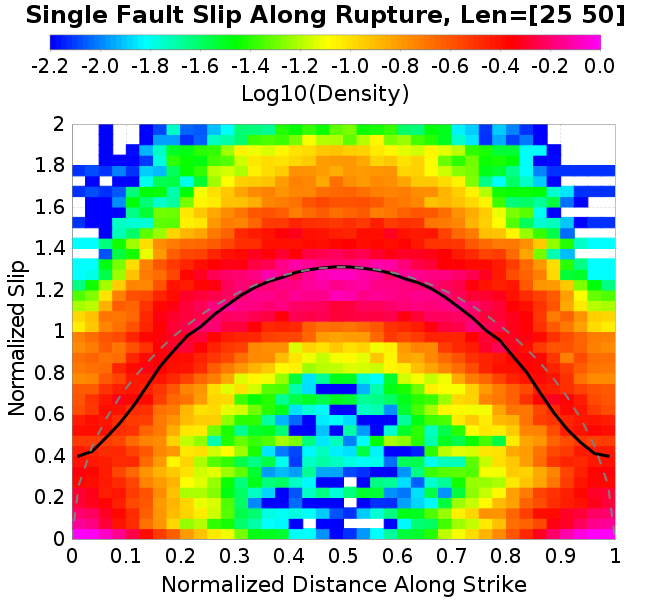 Single Fault Slip Along Rupture, Len=[25 50]
-2.2 -2.0 -1.8 -1.6 -1.4 -1.2 -1.0 -0.8 -0.6 -0.4 -0.2 0.0
Log10(Density)
2
1.8
1.6
1.4
1.2
1
0.8
0.6
0.4
0.2
0
Normalized Slip
0 0.1 0.2 0.3 0.4 0.5 0.6 0.7 0.8 0.9 1
Normalized Distance Along Strike